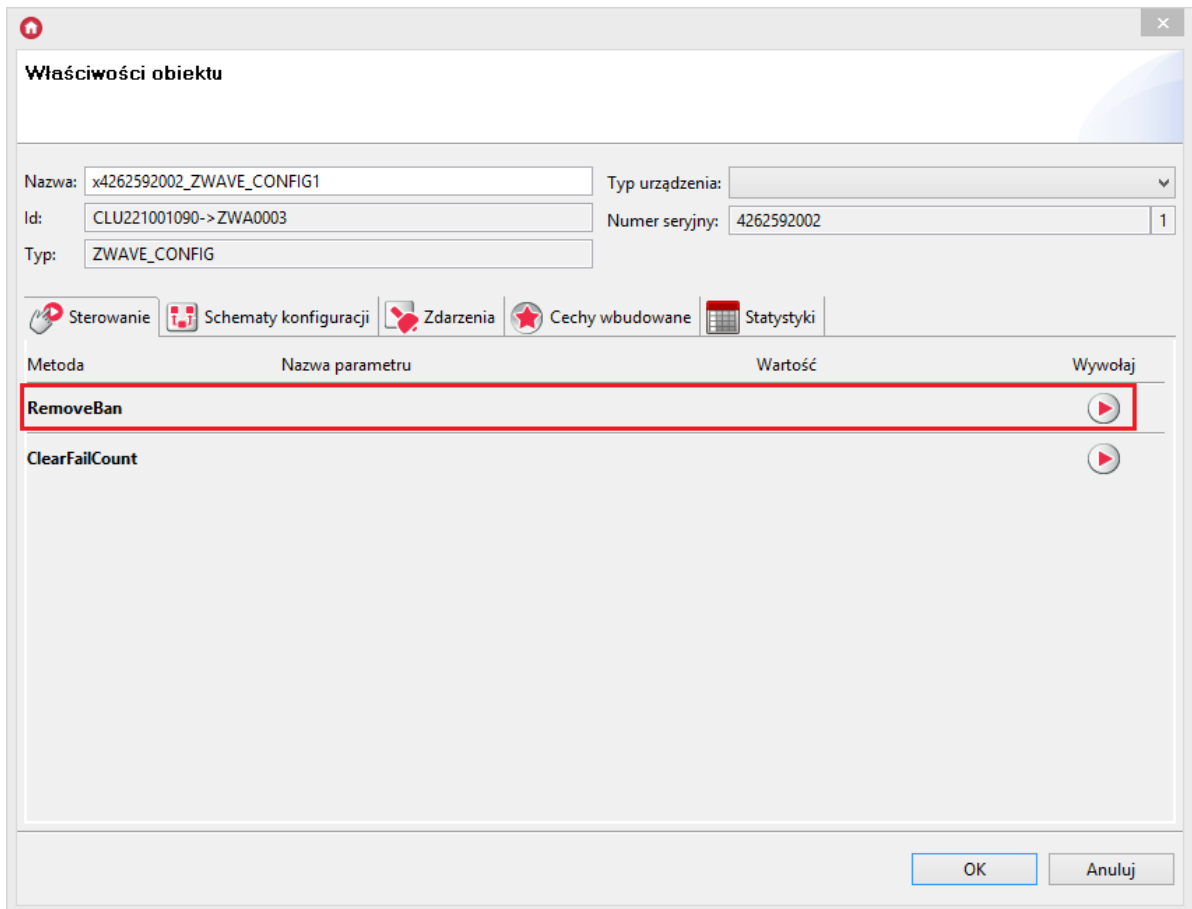 Właściwości obiektu
Nazwa: x4262592002_ZWAVE_CONFIG1 Typ urządzenia:
Id: CLU221001090->ZWA0003 Numer seryjny: 4262592002 1
Typ: ZWAVE_CONFIG
Sterowanie Schematy konfiguracji Zdarzenia Cechy wbudowane Statystyki
Metoda Nazwa parametru Wartość Wywołaj
RemoveBan
ClearFailCount
OK Anuluj